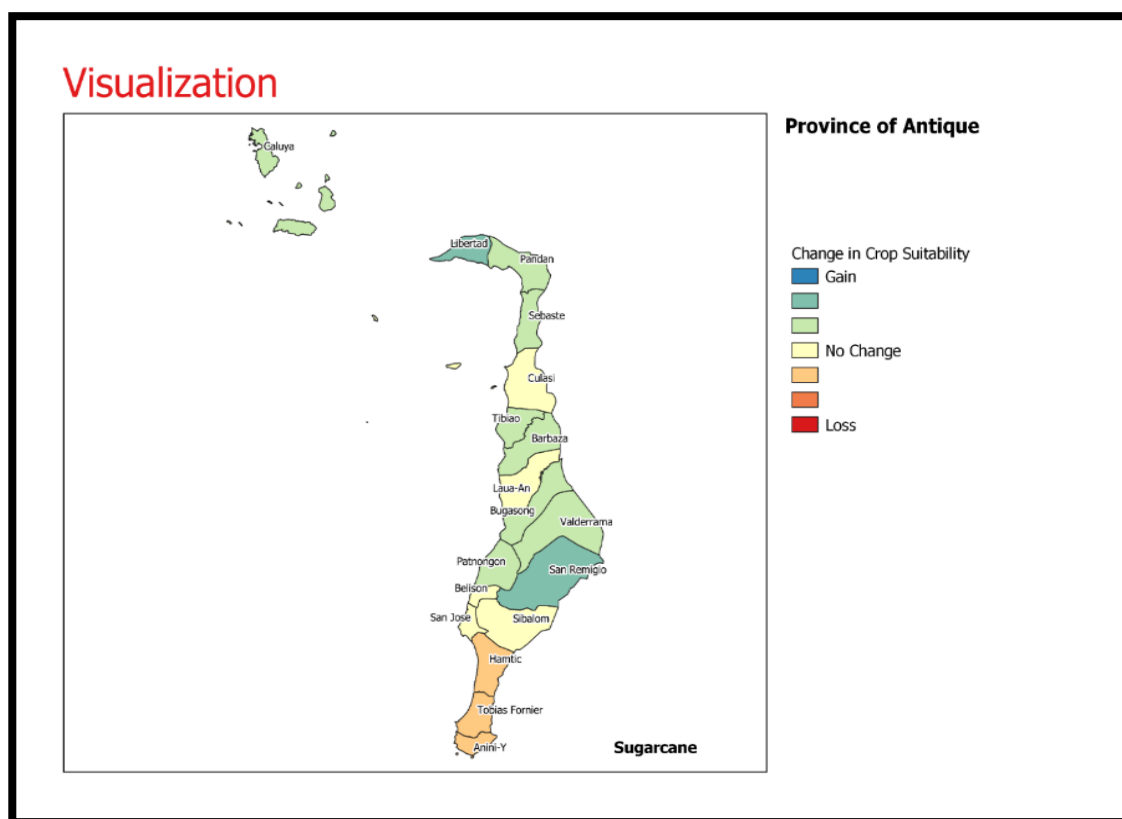 Visualization
Province of Antique
Caluya
Libertad
Pandan
Change in Crop Suitability
Gain
Sebaste
No Change
Culasi
Tibiao
Loss
Barbaza
Laua-An
Bugasong
Valderrama
Patnongon
San Remigio
Belison
San Jose
Sibalom
Hamtic
Tobias Fornier
Anini-Y
Sugarcane